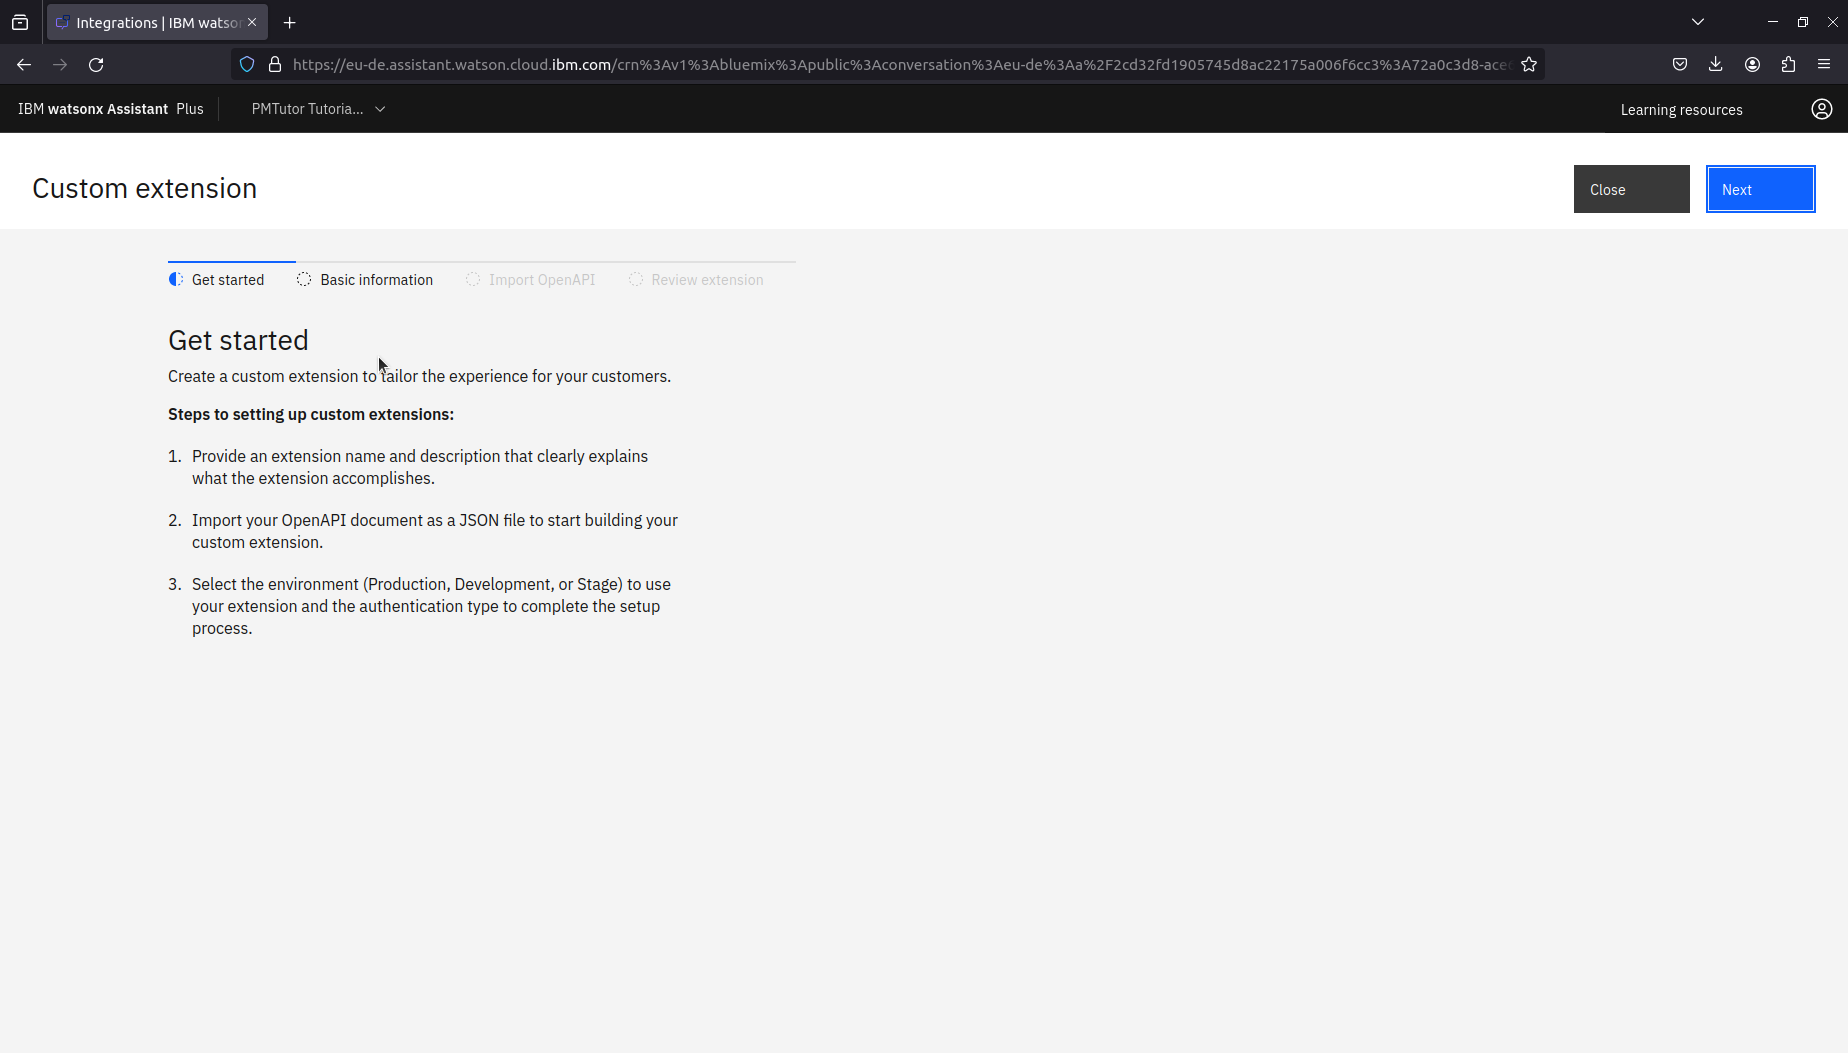 Integrations | IBM watso
https://eu-de.assistant.watson.cloud.ibm.com/crn%3Av1%3Abluemix%3Apublic%3Aconversation%3Aeu-de%3Aa%2F2cd32fd1905745d8ac22175a006f6cc3%3A72a0c3d8-ace
IBM watsonx Assistant Plus
PMTutor Tutoria...
Learning resources
Custom extension
Close
Next
Get started
Basic information
Import OpenAPI
Review extension
Get started
Create a custom extension to tailor the experience for your customers.
Steps to setting up custom extensions:
1. Provide an extension name and description that clearly explains
what the extension accomplishes.
2. Import your OpenAPI document as a JSON file to start building your
custom extension.
3. Select the environment (Production, Development, or Stage) to use
your extension and the authentication type to complete the setup
process.